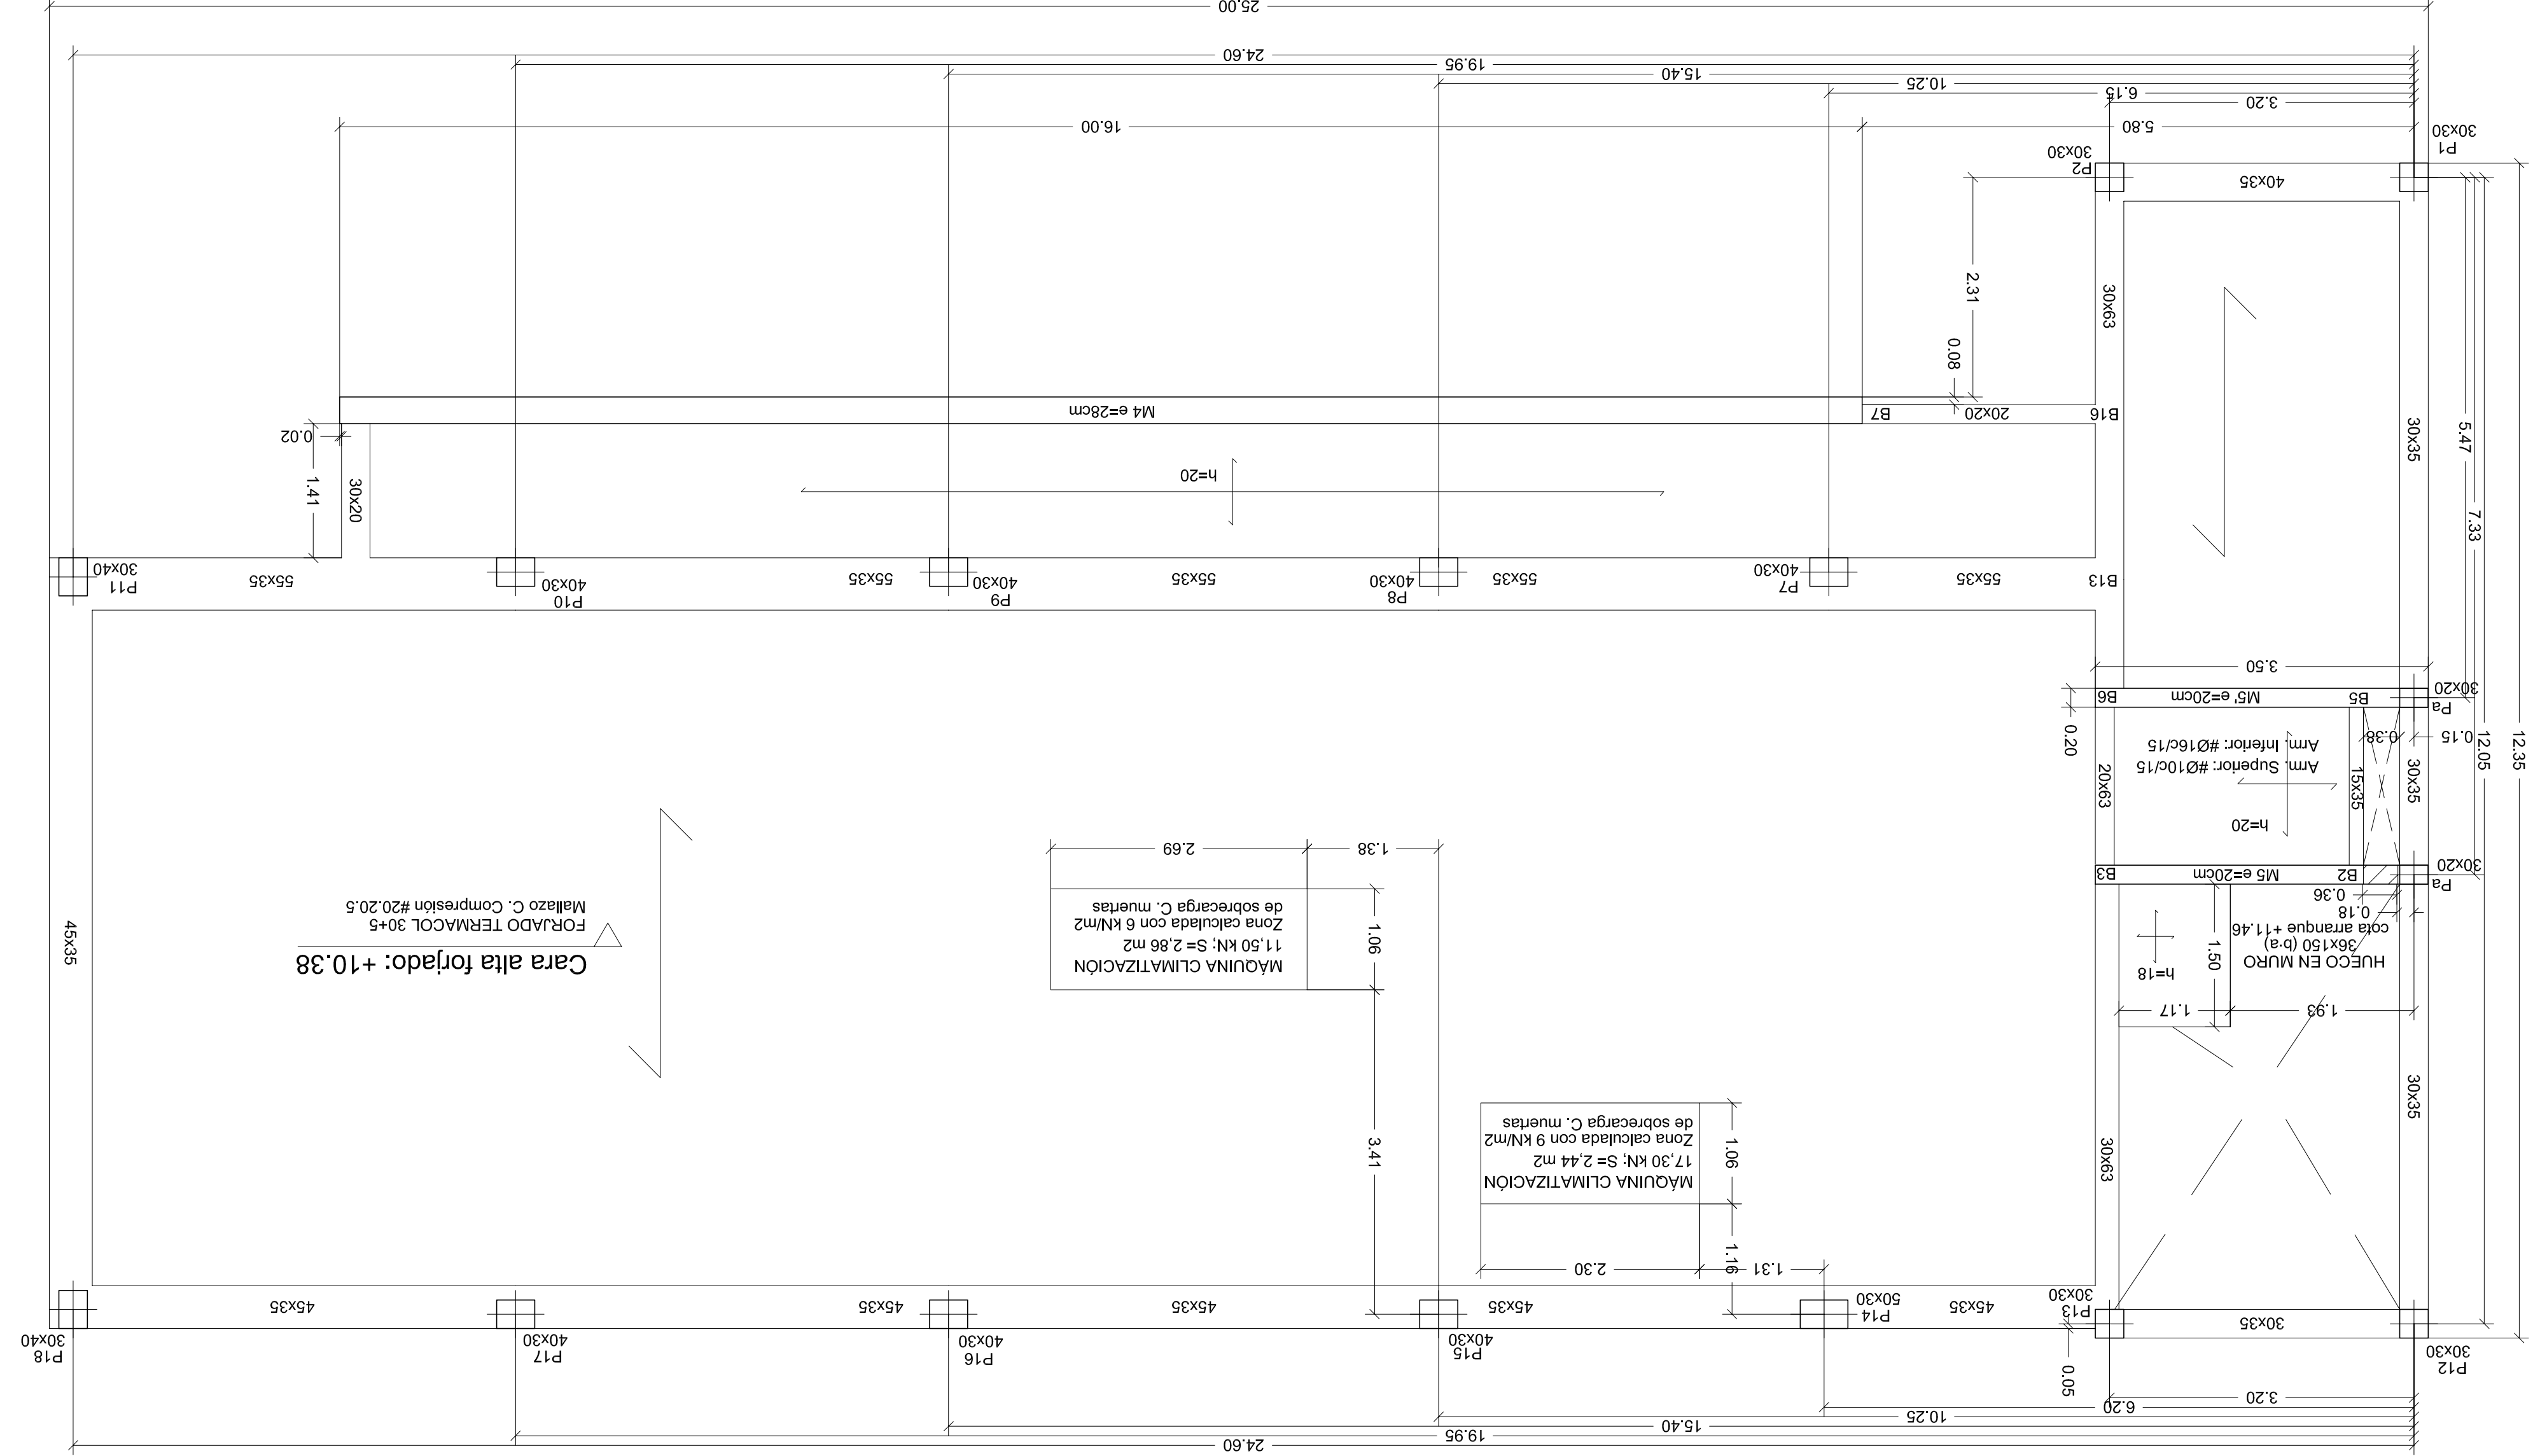 24.60
19.95
15.40
10.25
6.20
3.20
0.05
P12
30x30
P13
30x30
P14
50x30
P15
40x30
P16
40x30
P17
40x30
P18
30x40
30x35
45x35
45x35
45x35
45x35
45x35
1.31
2.30
1.16
1.06
MÁQUINA CLIMATIZACIÓN
17,30 kN; S= 2,44 m2
Zona calculada con 9 kN/m2
de sobrecarga C. muertas
30x35
30x63
3.41
1.93
1.17
1.50
HUECO EN MURO
36x150 (b·a)
cota arranque +11.46
h=18
0.18
0.36
MÁQUINA CLIMATIZACIÓN
11,50 kN; S= 2,86 m2
Zona calculada con 6 kN/m2
de sobrecarga C. muertas
1.06
1.38
2.69
Cara alta forjado: +10.38
FORJADO TERMACOL 30+5
Mallazo C. Compresión #20.20.5
45x35
Pa
30x20
B2
M5 e=20cm
B3
h=20
30x35
15x35
20x63
Arm. Superior: #Ø10c/15
Arm. Inferior: #Ø16c/15
0.15
0.38
0.20
12.35
12.05
7.33
5.47
Pa
30x20
B5
M5' e=20cm
B6
3.50
B13
55x35
P7
40x30
55x35
P8
40x30
55x35
P9
40x30
55x35
P10
40x30
55x35
P11
30x40
30x35
h=20
30x20
1.41
0.02
B16
20x20
B7
M4 e=28cm
0.08
2.31
30x63
40x35
P1
30x30
P2
30x30
5.80
16.00
3.20
6.15
10.25
15.40
19.95
24.60
25.00